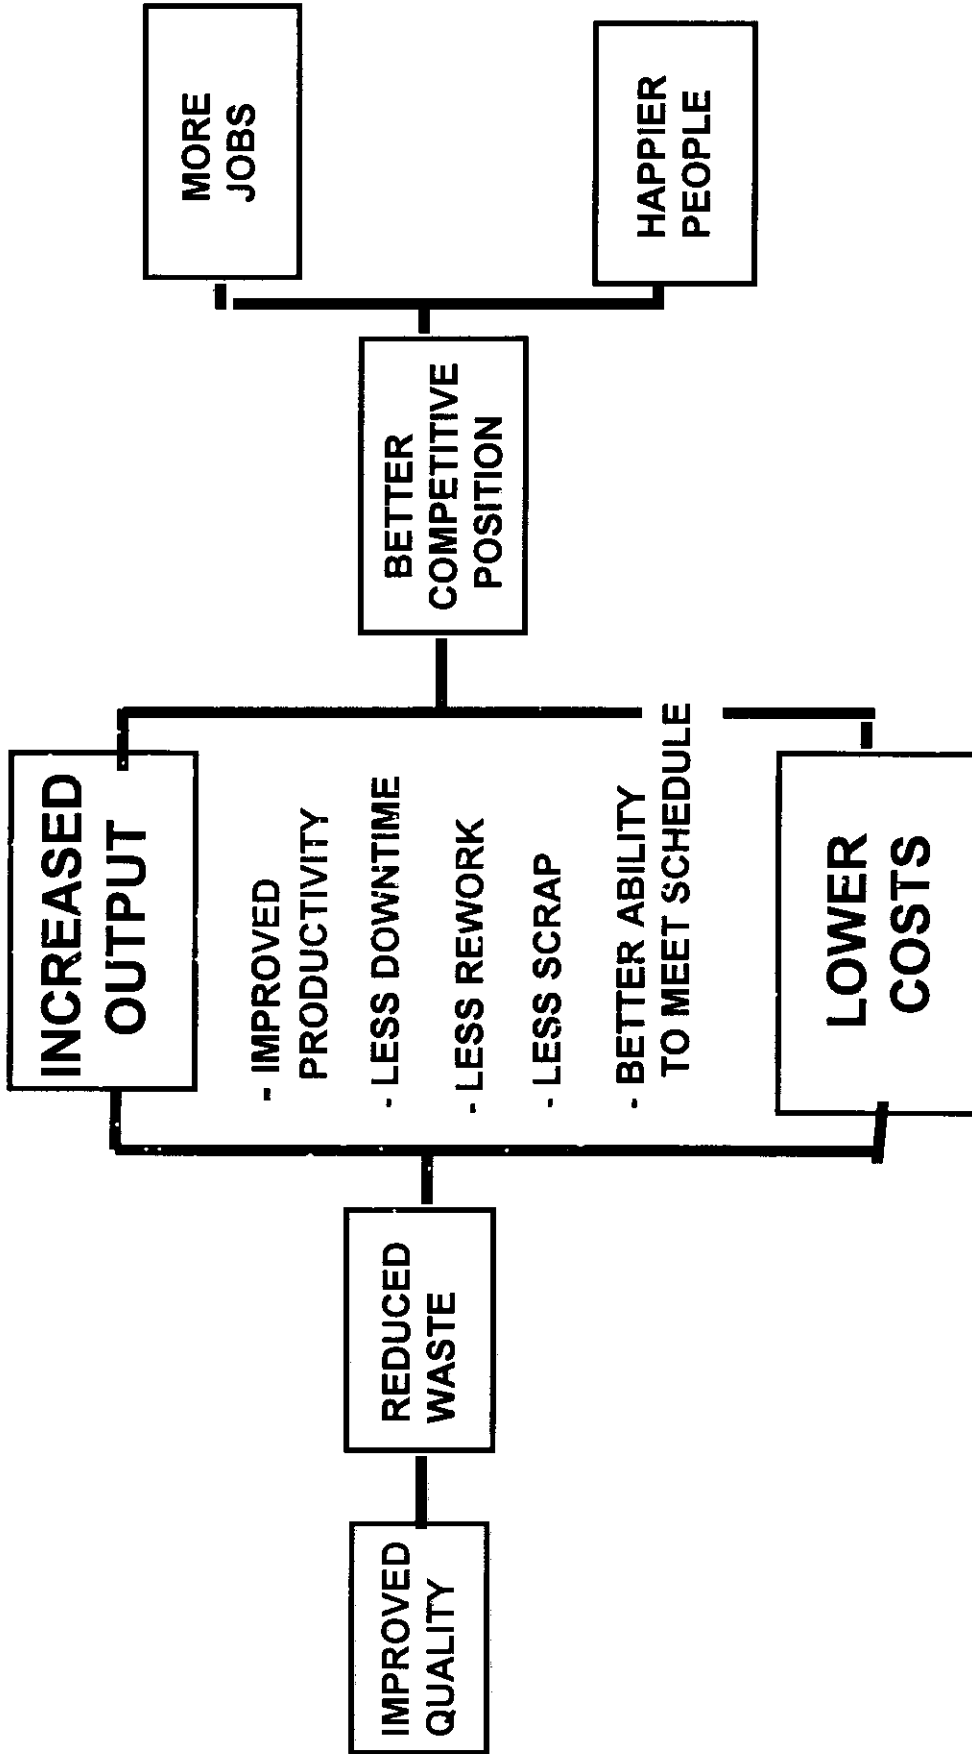 IMPROVED
QUALITY
REDUCED
WASTE
INCREASED
OUTPUT
- IMPROVED
PRODUCTIVITY
- LESS DOWNTIME
- LESS REWORK
- LESS SCRAP
- BETTER ABILITY
TO MEET SCHEDULE
LOWER
COSTS
BETTER
COMPETITIVE
POSITION
MORE
JOBS
HAPPIER
PEOPLE